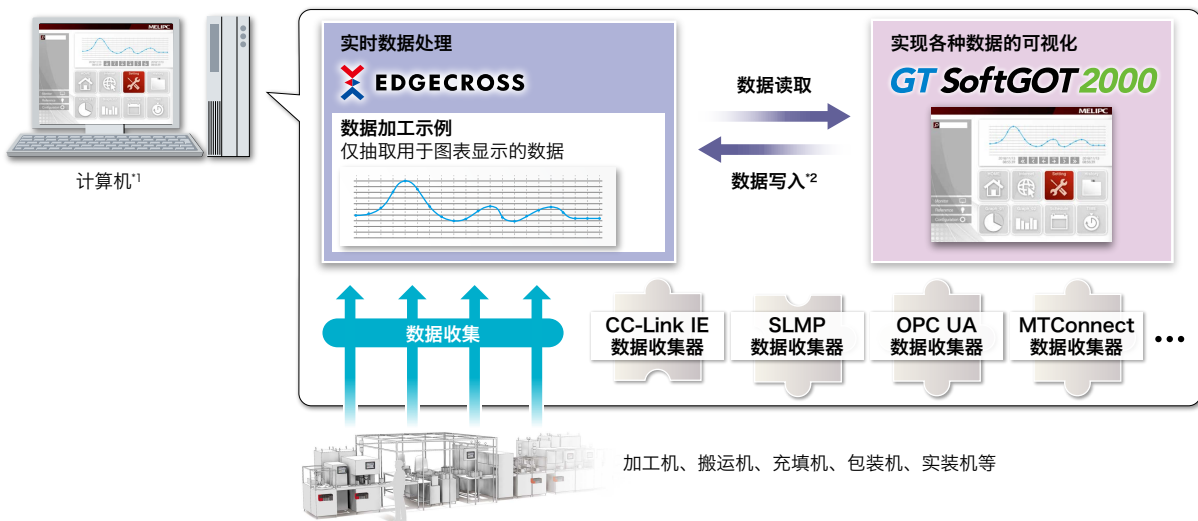 MELIPC
Setting
计算机*1
实时数据处理
EDGECROSS
数据加工示例
仅抽取用于图表显示的数据
数据读取
数据写入*2
实现各种数据的可视化
GT SoftGOT2000
MELIPC
Setting
数据收集
CC-Link IE
数据收集器
SLMP
数据收集器
OPC UA
数据收集器
MTConnect
数据收集器
•••
加工机、搬运机、充填机、包装机、实装机等